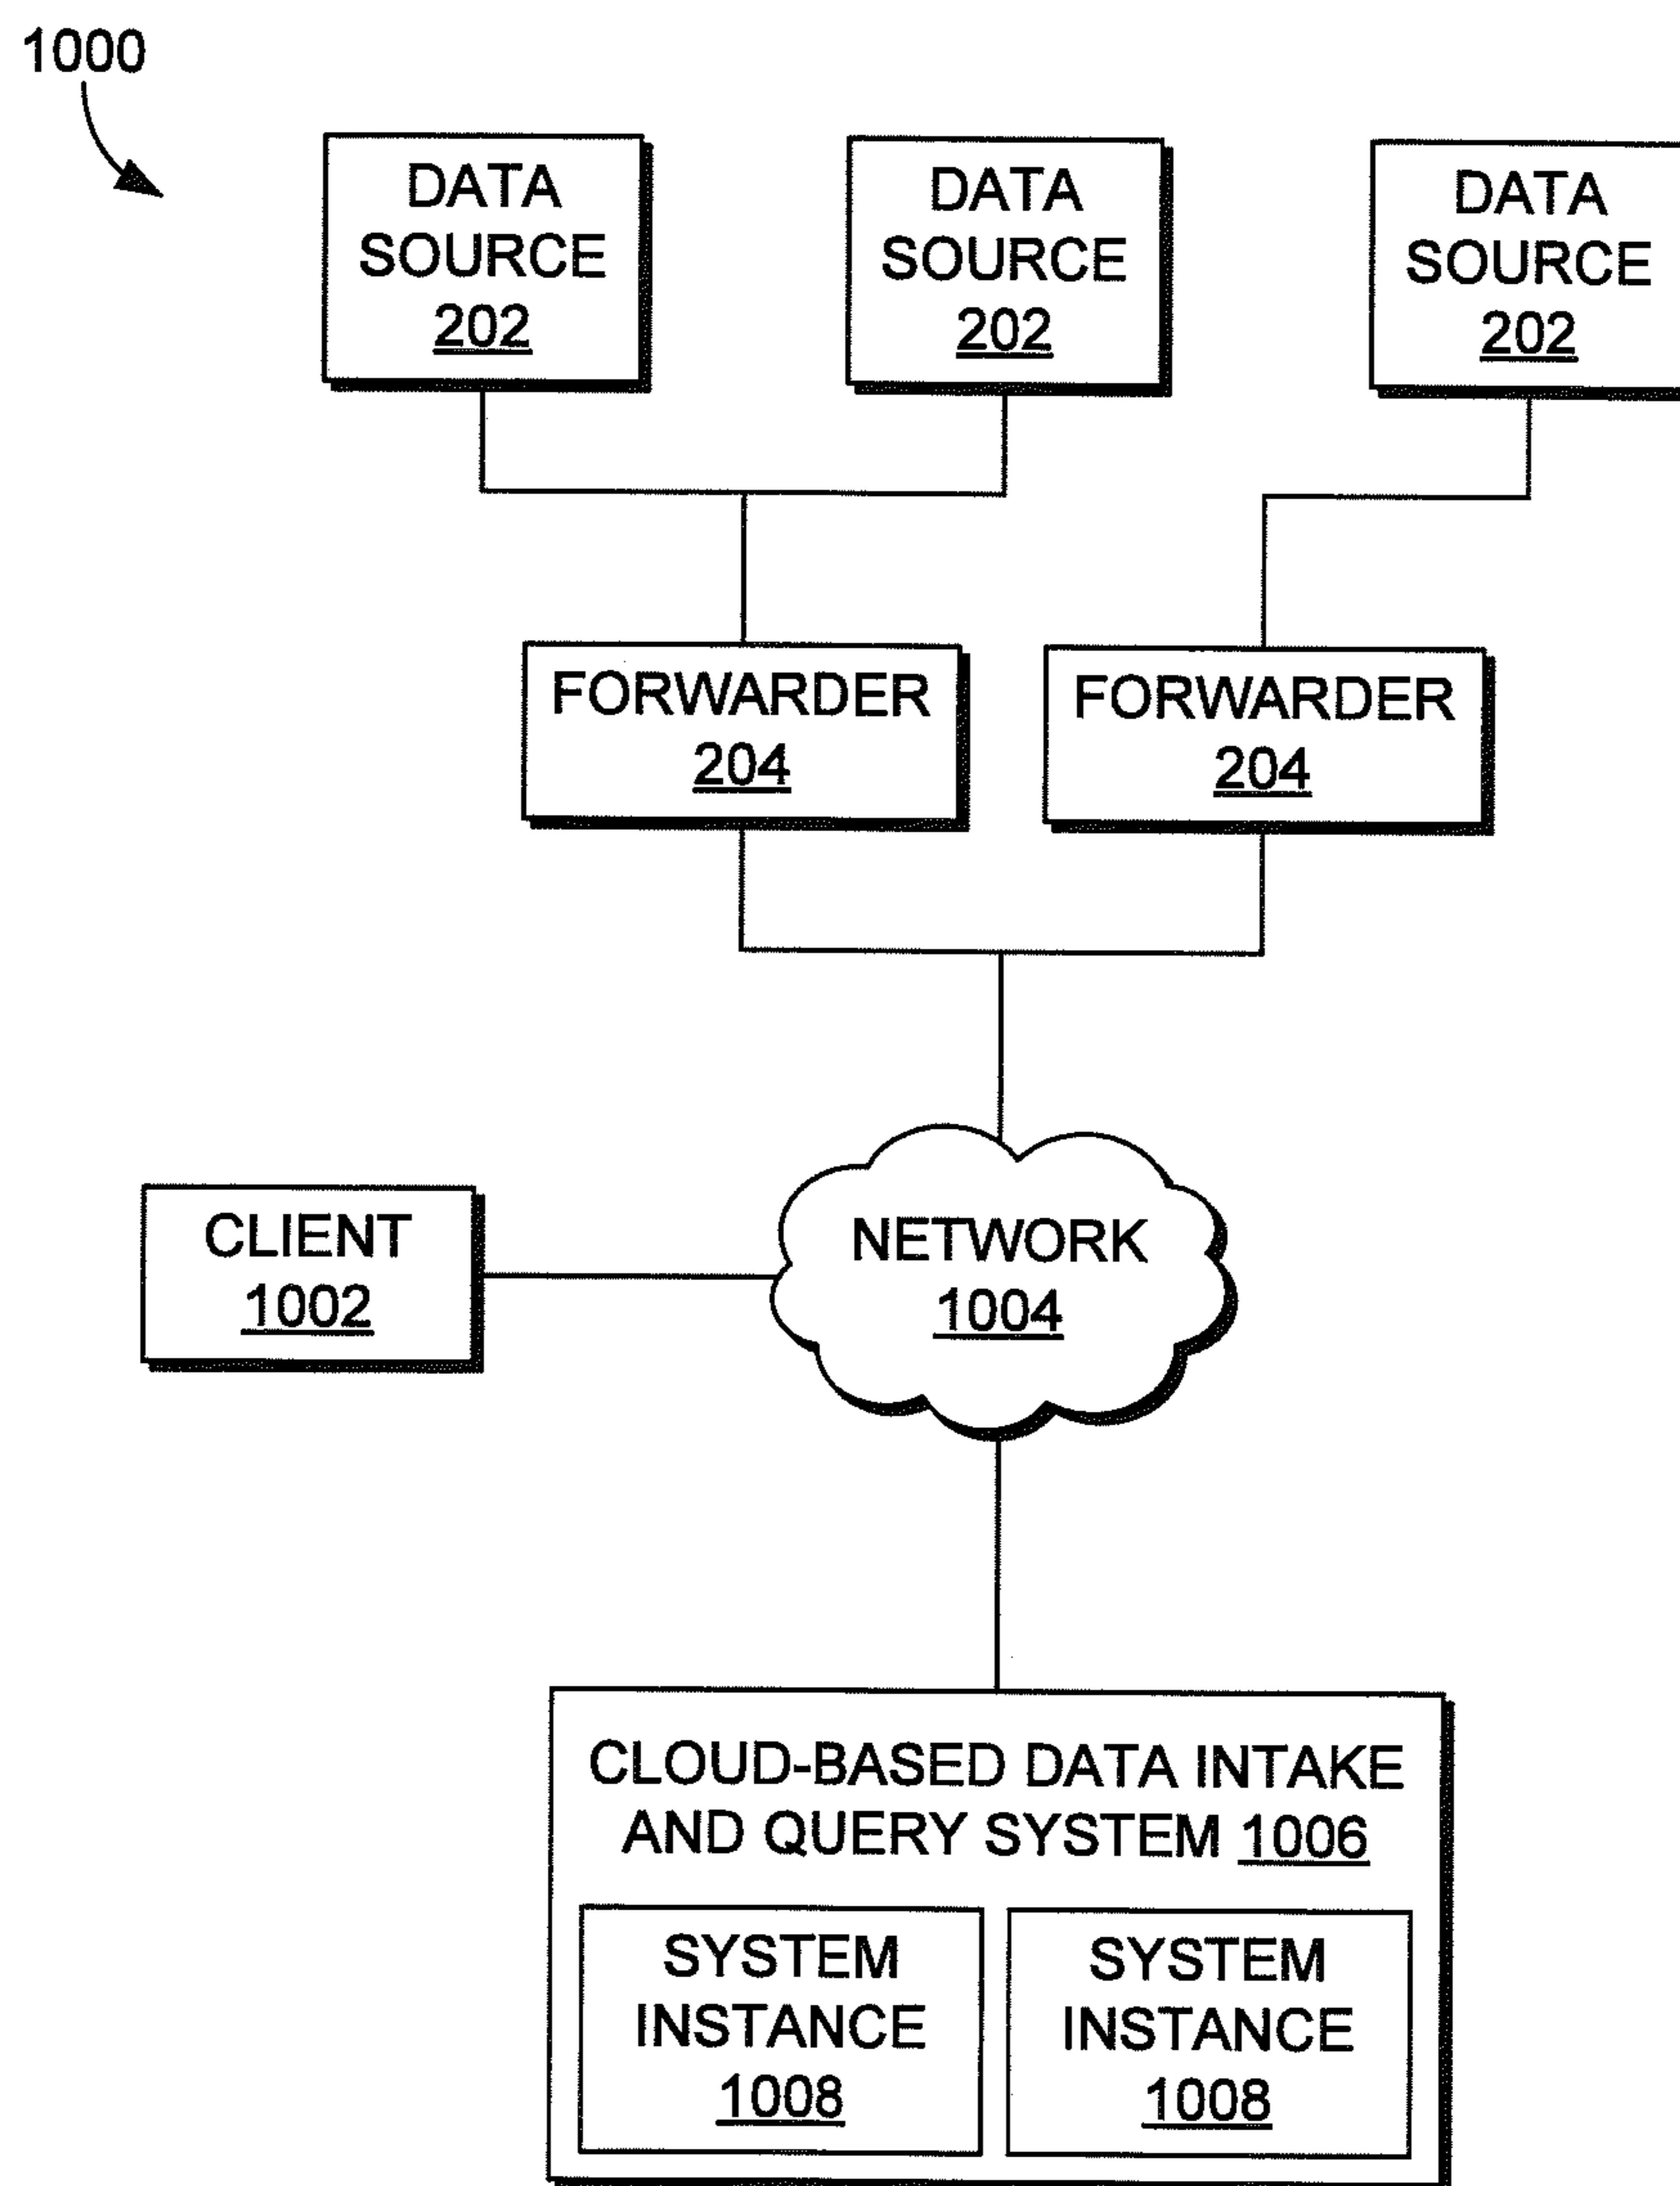 1000
DATA
SOURCE
202
DATA
SOURCE
202
DATA
SOURCE
202
FORWARDER
204
FORWARDER
204
CLIENT
1002
NETWORK
1004
CLOUD-BASED DATA INTAKE
AND QUERY SYSTEM 1006
SYSTEM
INSTANCE
1008
SYSTEM
INSTANCE
1008